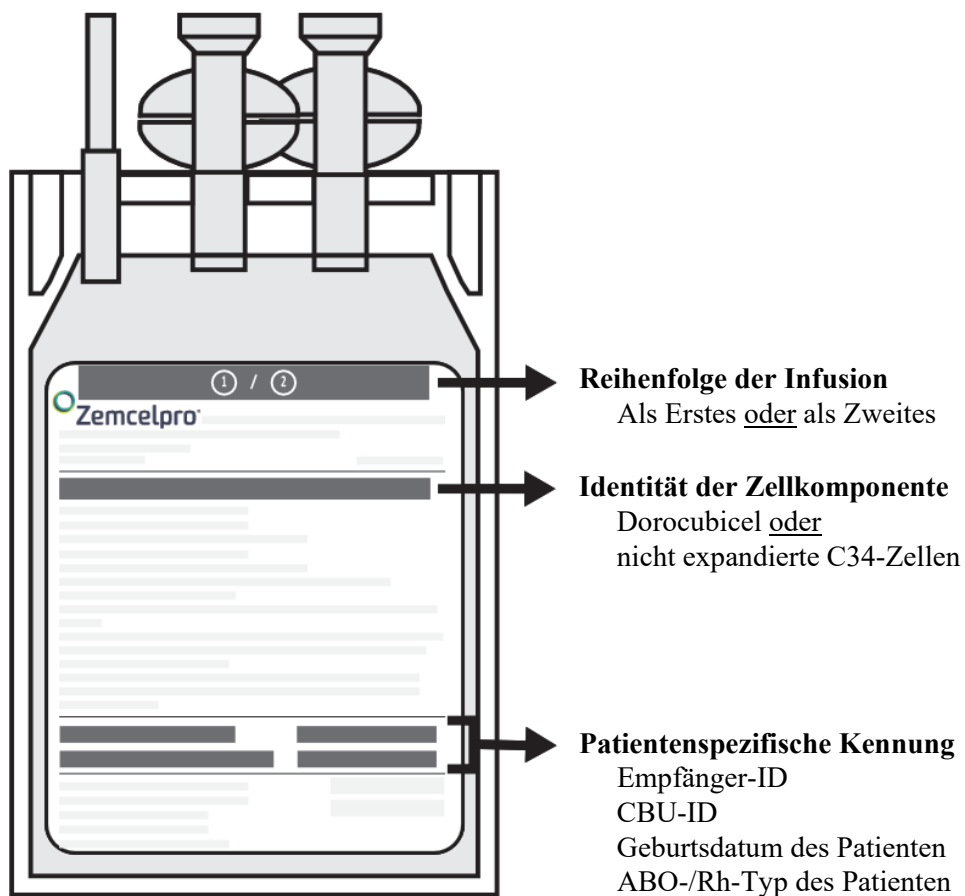 1 / 2
Zemcelpro
Reihenfolge der Infusion
Als Erstes oder als Zweites
Identität der Zellkomponente
Dorocubicel oder
nicht expandierte C34-Zellen
Patientenspezifische Kennung
Empfänger-ID
CBU-ID
Geburtsdatum des Patienten
ABO-/Rh-Typ des Patienten